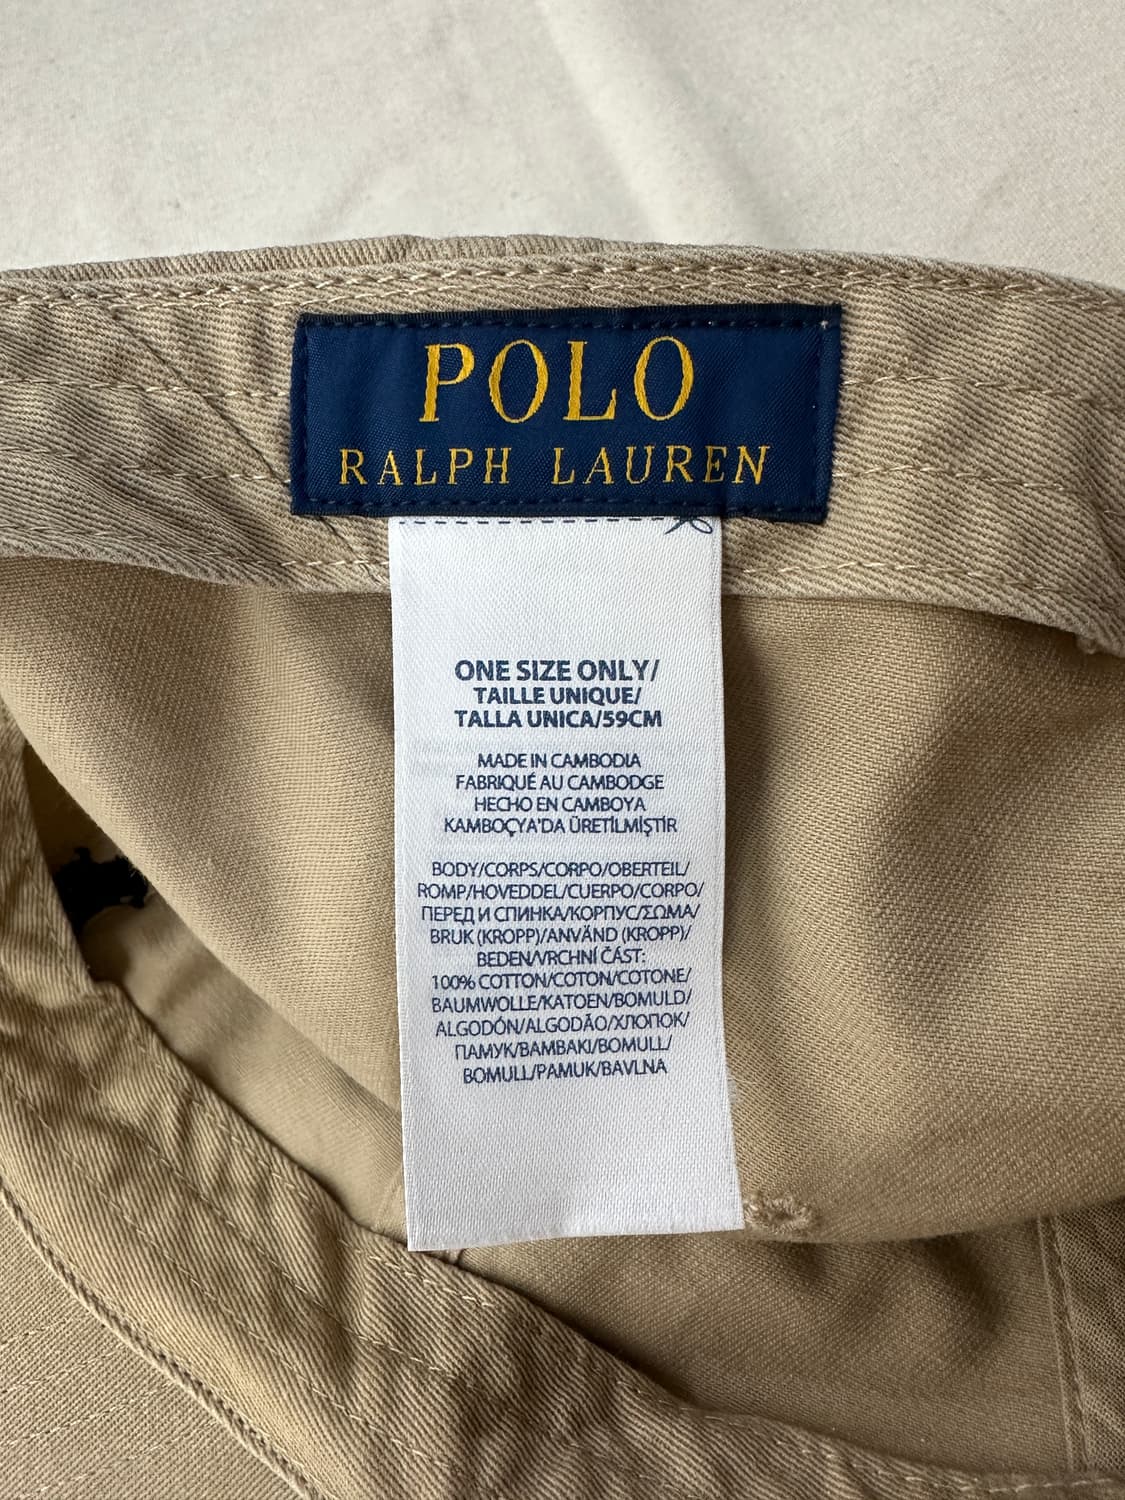 POLO
RALPH LAUREN
ONE SIZE ONLY/
TAILLE UNIQUE/
TALLA UNICA/59CM
MADE IN CAMBODIA
FABRIQUÉ AU CAMBODGE
HECHO EN CAMBOYA
KAMBOÇYA'DA ÜRETİLMİŞTİR
BODY/CORPS/CORPO/OBERTEIL/
ROMP/HOVEDDEL/CUERPO/CORPO/
ПЕРЕД И СПИНКА/КОРПУС/ΣΩΜΑ/
BRUK (KROPP)/ANVÄND (KROPP)/
BEDEN/VRCHNÍ ČÁST:
100% COTTON/COTON/COTONE/
BAUMWOLLE/KATOEN/BOMULD/
ALGODÓN/ALGODÃO/ХЛОПОК/
ПАМУК/ΒΑΜΒΑΚΙ/BOMULL/
BOMULL/PAMUK/BAVLNA